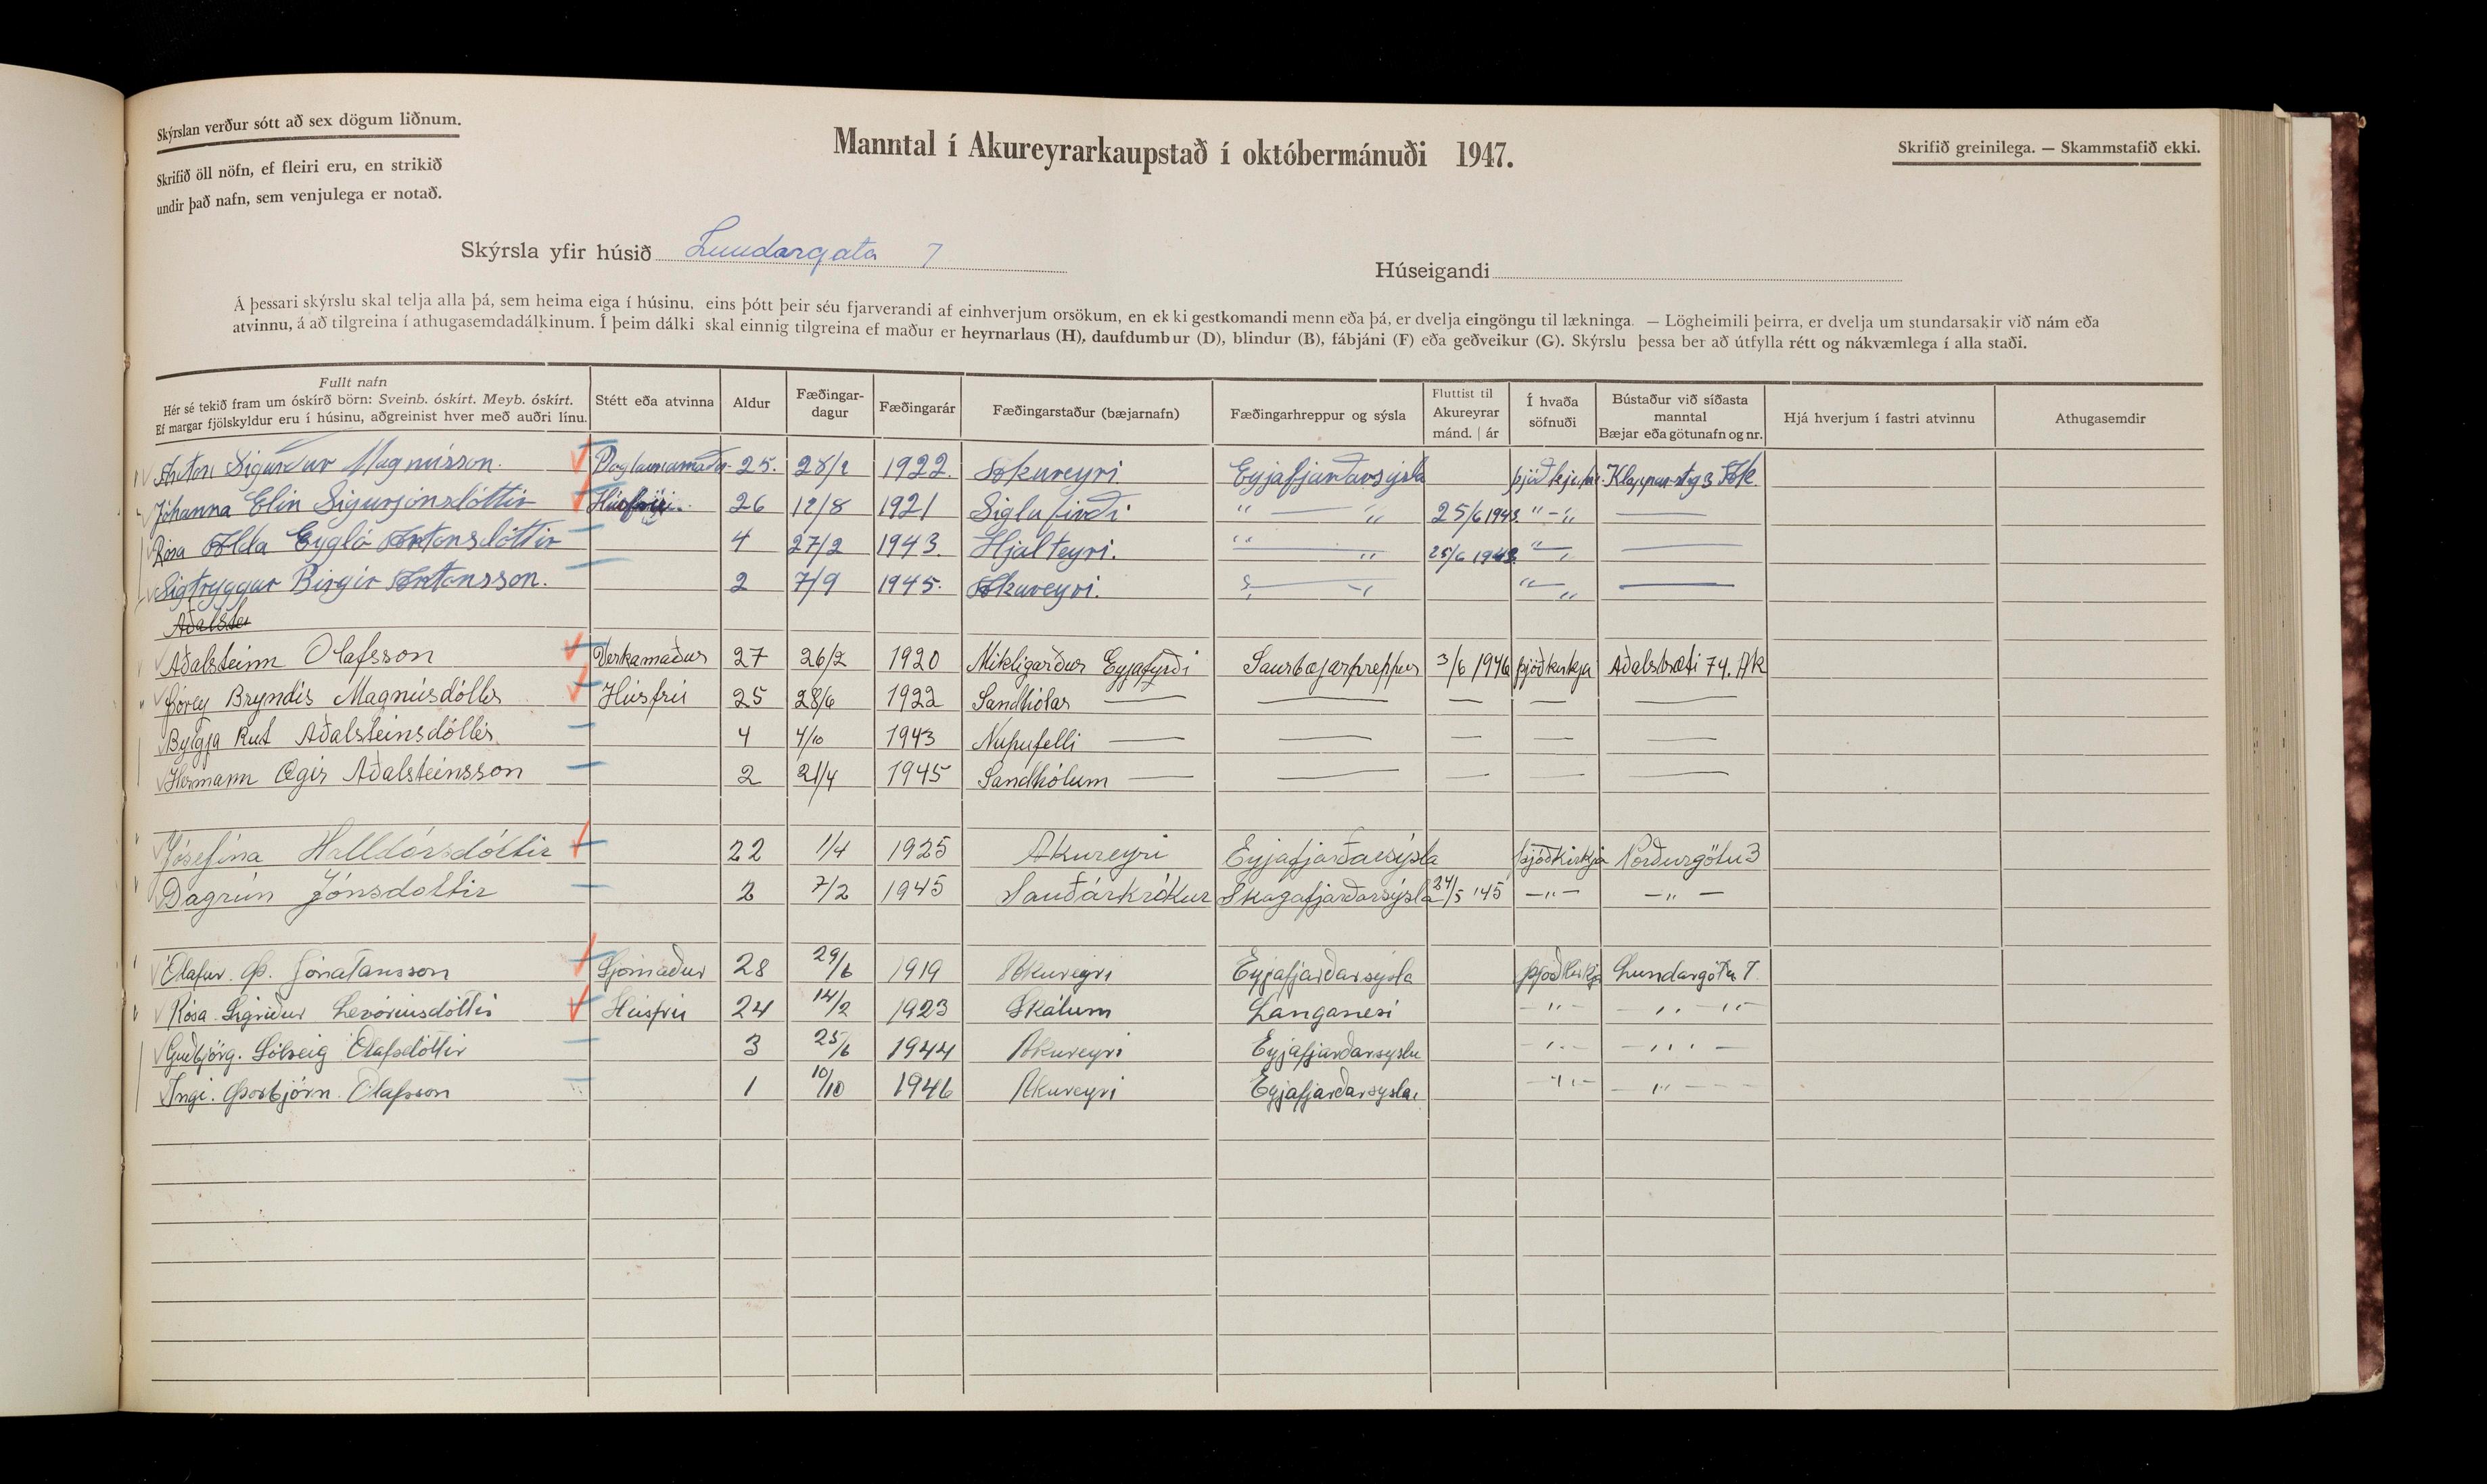 Skýrslan verður sótt að sex dögum liðnum.
Skrifið öll nöfn, ef fleiri eru, en strikið
undir það nafn, sem venjulega er notað.
Manntal í Akureyrarkaupstað í októbermánuði 1947.
Skrifið greinilega. — Skammstafið ekki.
Skýrsla yfir húsið Lundargata 7
Húseigandi
Á þessari skýrslu skal telja alla þá, sem heima eiga í húsinu, eins þótt þeir séu fjarverandi af einhverjum orsökum, en ekki gestkomandi menn eða þá, er dvelja eingöngu til lækninga. — Lögheimili þeirra, er dvelja um stundarsakir við nám eða
atvinnu, á að tilgreina í athugasemdadálkinum. Í þeim dálki skal einnig tilgreina ef maður er heyrnarlaus (H), daufdumbur (D), blindur (B), fábjáni (F) eða geðveikur (G). Skýrslu þessa ber að útfylla rétt og nákvæmlega í alla staði.
Fullt nafn
Hér sé tekið fram um óskírð börn: Sveinb. óskírt. Meyb. óskírt.
Ef margar fjölskyldur eru í húsinu, aðgreinist hver með auðri línu.
Stétt eða atvinna
Aldur
Fæðingar-
dagur
Fæðingarár
Fæðingarstaður (bæjarnafn)
Fæðingarhreppur og sýsla
Fluttist til
Akureyrar
mánd. | ár
Í hvaða
söfnuði
Bústaður við síðasta
manntal
Bæjar eða götunafn og nr.
Hjá hverjum í fastri atvinnu
Athugasemdir
Anton Sigurður Magnússon. Daglaunamaður 25. 28/2 1922. Akureyri Eyjafjarðarsýsla Klapparstyg 3 Ak
Jóhanna Elin Sigurjónsdóttir Húsfrú. 26 12/8 1921 Siglufirði " — " 25/6 1943. " - "
Rósa Alda Eygló Antonsdóttir 4 27/2 1943. Hjalteyri. " — " 25/6 1943. " — "
Sigtryggur Birgir Antonsson. 2 7/9 1945. Akureyri. " — " " — "
Aðalstei
Aðalsteinn Olafsson Verkamaður 27 26/2 1920 Mikligarður Eyjafyrði Saurbæjarhreppur 3/6 1946 þjóðkirkja Aðalstræti 74. Ak
Þórey Bryndís Magnúsdóttir Húsfrú 25 28/6 1922 Sandhólar — — — — —
Bylgja Rut Aðalsteinsdóttir. 4 4/10 1943 Nupufelli — — — — —
Hermann Ægir Aðalsteinsson 2 21/4 1945 Sandhólum — — — — —
Jósefína Halldórsdóttir 22 1/4 1925 Akureyri Eyjafjarðarsýsla þjóðkirkja Norðurgötu 3
Dagrún Jónsdottir 2 7/2 1945 Sauðárkrókur Skagafjarðarsýsla 24/5 '45 — " — — " —
Olafur. Þ. Jónatansson Sjómaður 28 29/6 1919 Akureyri Eyjafjarðarsýsla þjóðkirkja Lundargötu 7
Rósa. Sigríður Levóriusdóttir Húsfrú 24 14/2 1923 Skálum Langanesi - " - - " - " -
Guðbjörg. Sólveig Ólafsdóttir 3 25/6 1944 Akureyri Eyjafjarðarsýslu - " - - " -
Ingi. Þorbjörn Olafsson 1 10/10 1946 Akureyri Eyjafjarðarsýsla - " - - " -